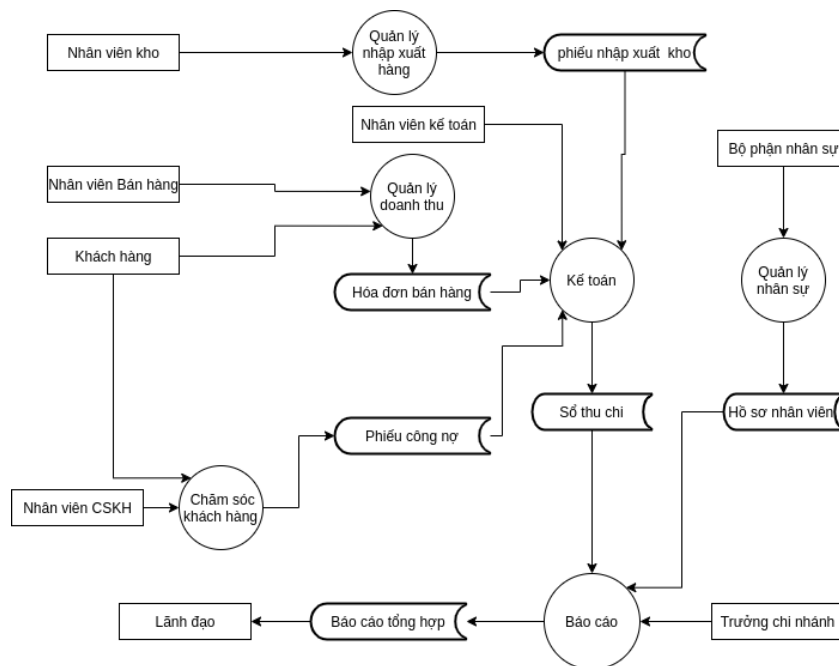 Nhân viên kho
Quản lý
nhập xuất
hàng
phiếu nhập xuất kho
Nhân viên kế toán
Bộ phận nhân sự
Nhân viên Bán hàng
Quản lý
doanh thu
Khách hàng
Kế toán
Quản lý
nhân sự
Hóa đơn bán hàng
Sổ thu chi
Hồ sơ nhân viên
Phiếu công nợ
Chăm sóc
khách hàng
Nhân viên CSKH
Lãnh đạo
Báo cáo tổng hợp
Báo cáo
Trưởng chi nhánh